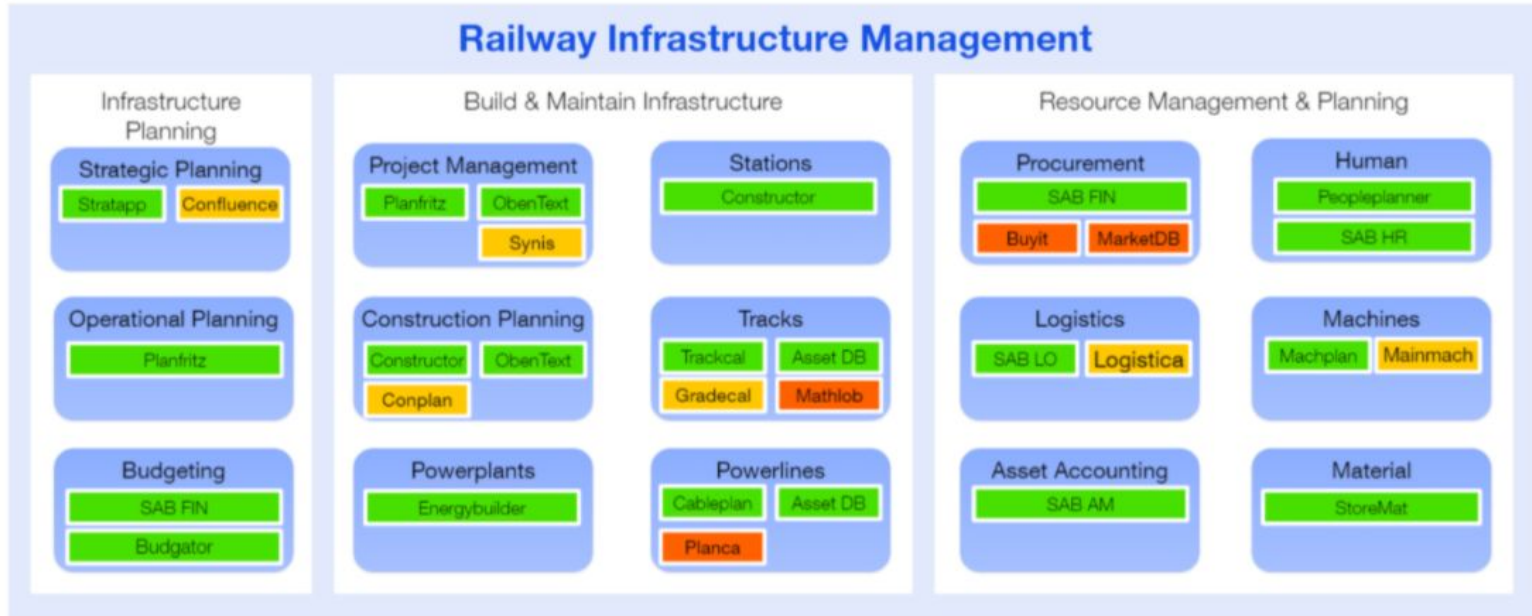 Railway Infrastructure Management
Infrastructure
Planning
Strategic Planning
Stratapp
Confluence
Operational Planning
Planfritz
Budgeting
SAB FIN
Budgator
Build & Maintain Infrastructure
Project Management
Planfritz
ObenText
Synis
Stations
Constructor
Construction Planning
Constructor
ObenText
Conplan
Tracks
Trackcal
Asset DB
Gradecal
Mathlob
Powerplants
Energybuilder
Powerlines
Cableplan
Asset DB
Planca
Resource Management & Planning
Procurement
SAB FIN
Buyit
MarketDB
Human
Peopleplanner
SAB HR
Logistics
SAB LO
Logistica
Machines
Machplan
Mainmach
Asset Accounting
SAB AM
Material
StoreMat